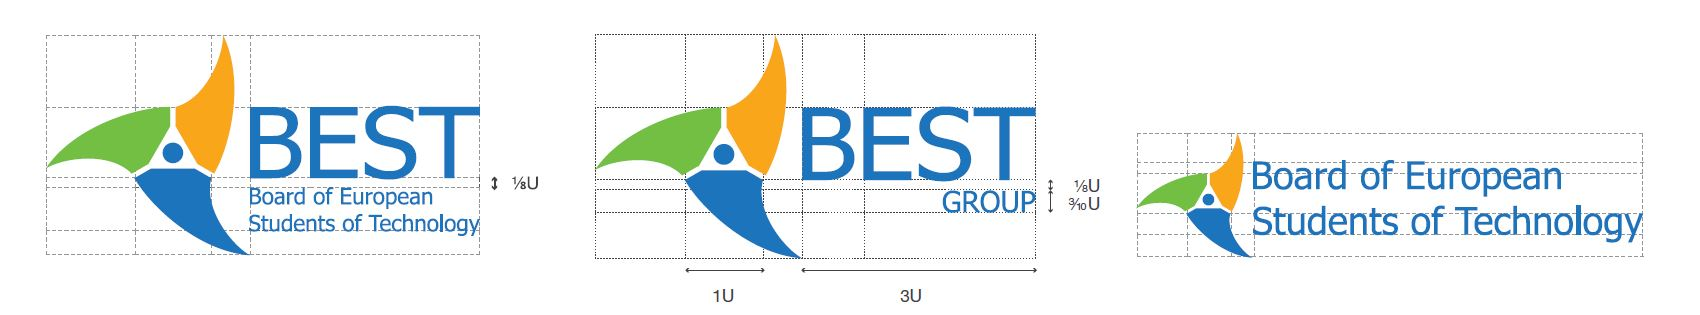 BEST
Board of European
Students of Technology
⅛U
BEST
GROUP
⅛U
3⁄10U
1U
3U
Board of European
Students of Technology